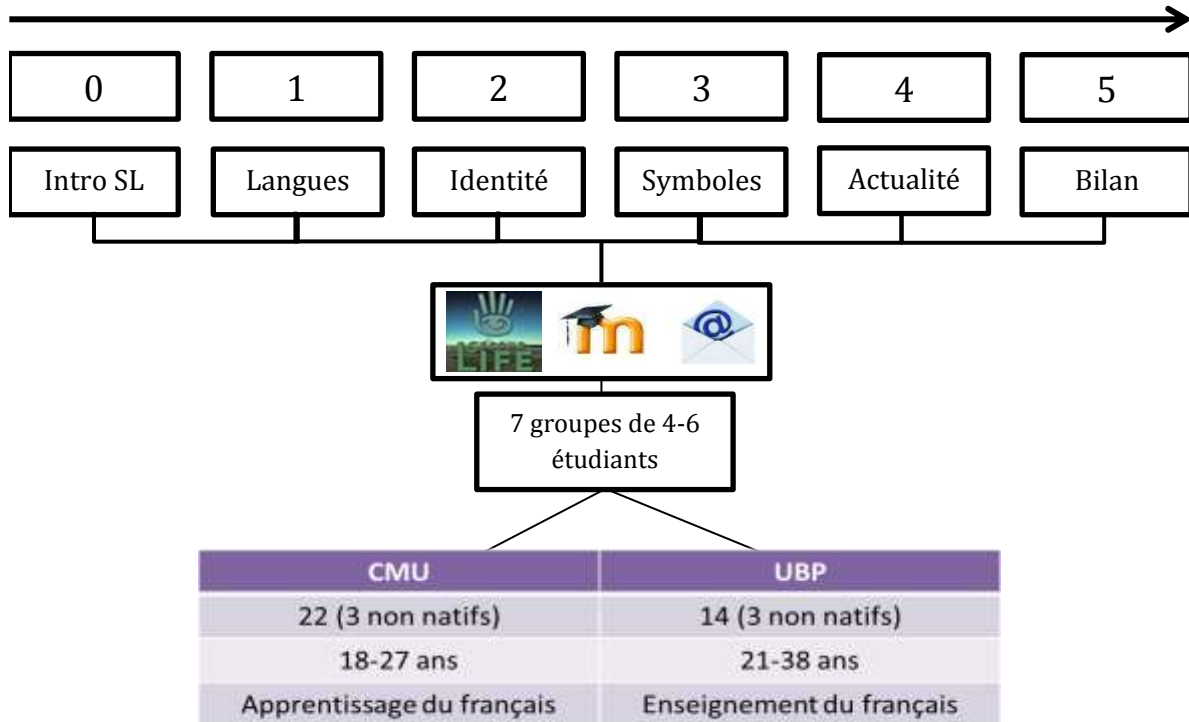 0 1 2 3 4 5
Intro SL Langues Identité Symboles Actualité Bilan
LIFE m @
7 groupes de 4-6
étudiants
CMU UBP
22 (3 non natifs) 14 (3 non natifs)
18-27 ans 21-38 ans
Apprentissage du français Enseignement du français